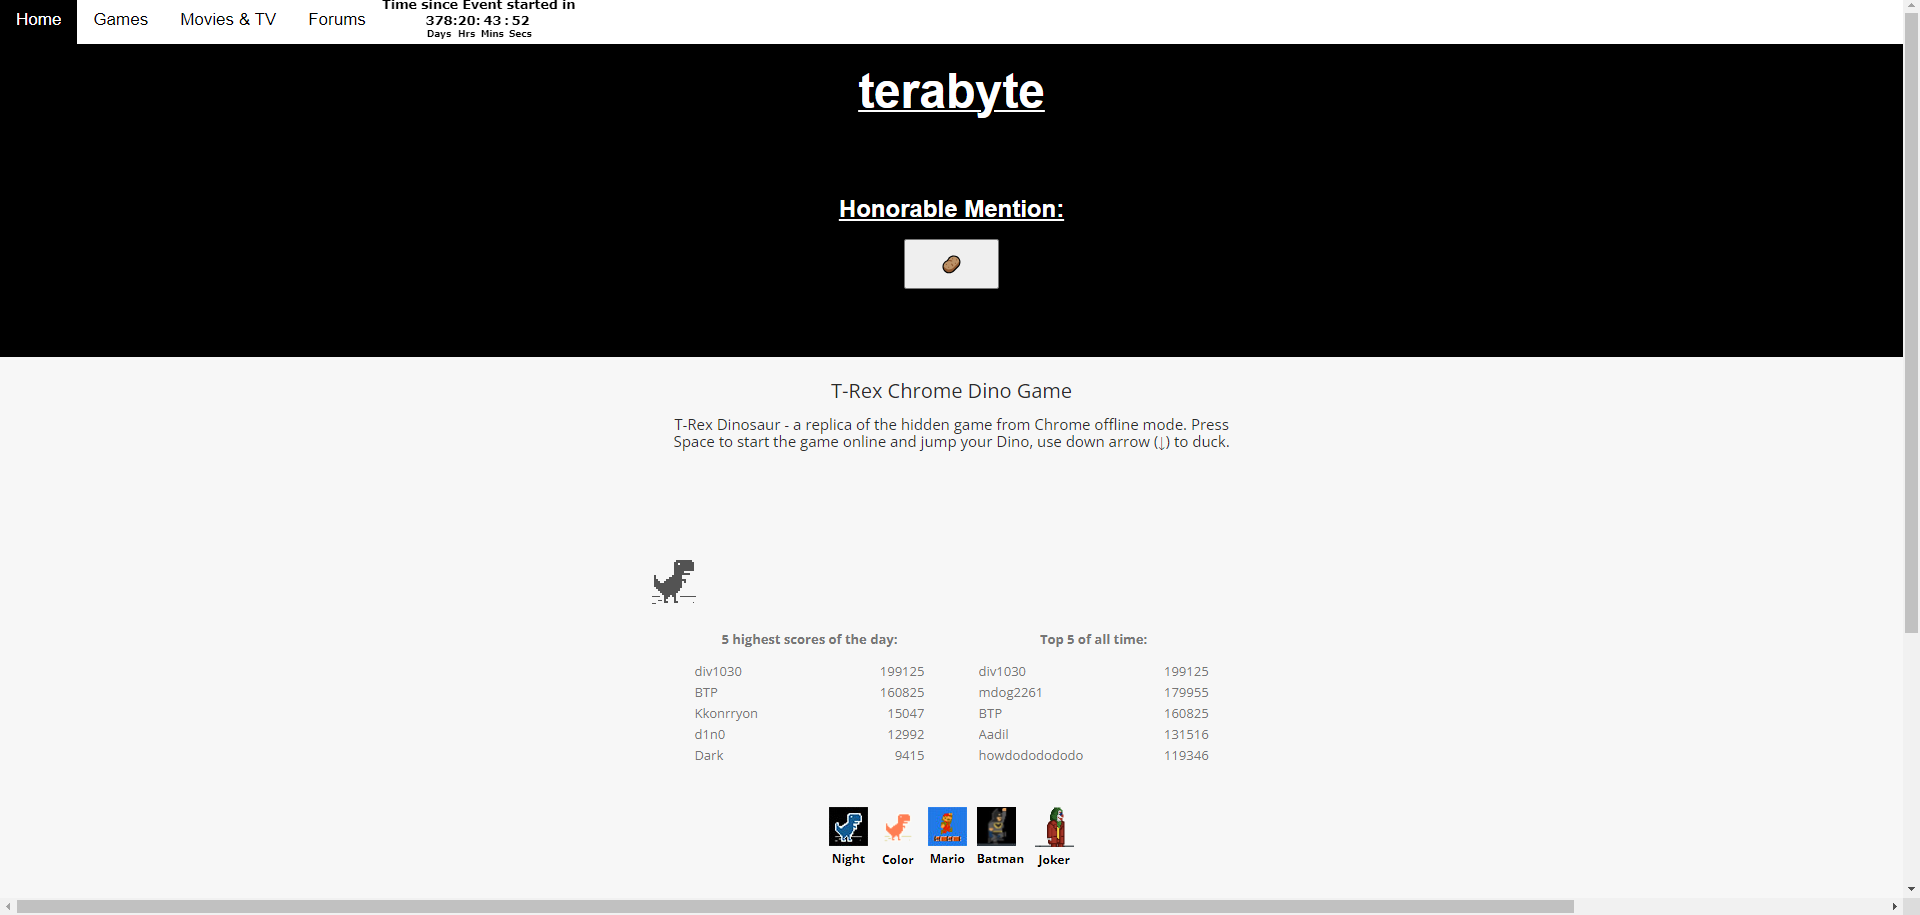 Home Games Movies & TV Forums
Time since Event started in
378:20:43:52
Days Hrs Mins Secs
terabyte
Honorable Mention:
T-Rex Chrome Dino Game
T-Rex Dinosaur - a replica of the hidden game from Chrome offline mode. Press
Space to start the game online and jump your Dino, use down arrow (↓) to duck.
5 highest scores of the day:
div1030 199125
BTP 160825
Kkonrryon 15047
d1n0 12992
Dark 9415
Top 5 of all time:
div1030 199125
mdog2261 179955
BTP 160825
Aadil 131516
howdodododododo 119346
Night Color Mario Batman Joker